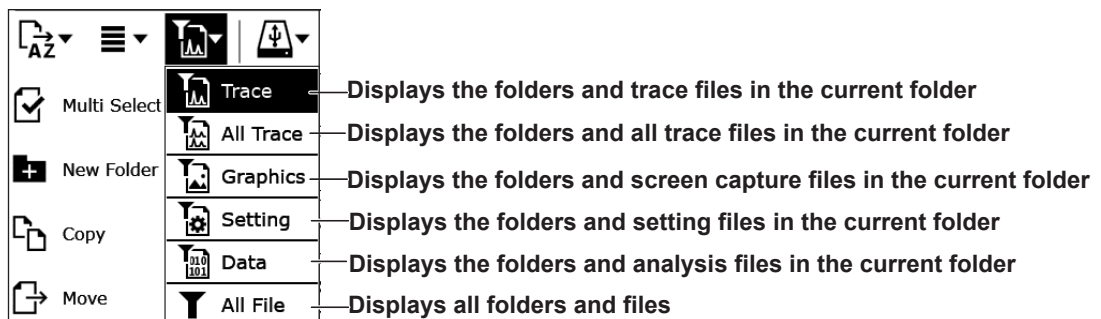 AZ
Multi Select
New Folder
Copy
Move
Trace
All Trace
Graphics
Setting
010
101
Data
All File
Displays the folders and trace files in the current folder
Displays the folders and all trace files in the current folder
Displays the folders and screen capture files in the current folder
Displays the folders and setting files in the current folder
Displays the folders and analysis files in the current folder
Displays all folders and files